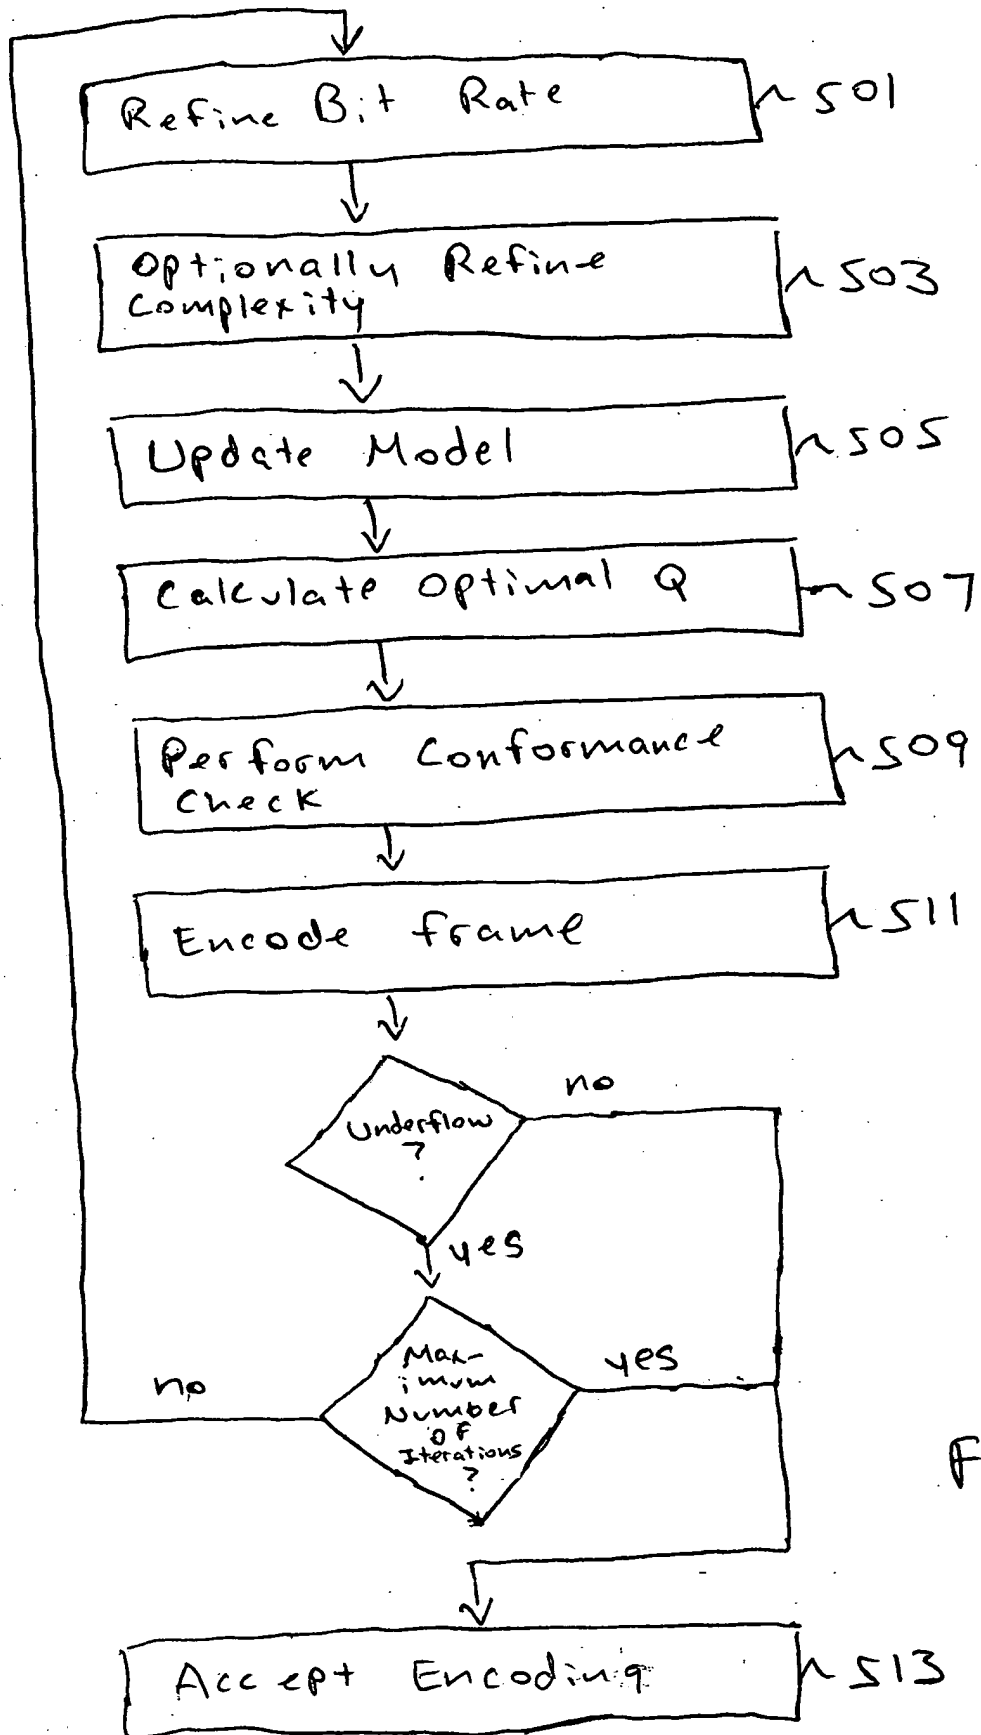 Refine Bit Rate
501
Optionally Refine
Complexity
503
Update Model
505
Calculate Optimal Q
507
Perform Conformance
Check
509
Encode frame
511
Underflow
?
no
yes
Max-
imum
Number
of
Iterations
?
no
yes
F
Accept Encoding
513